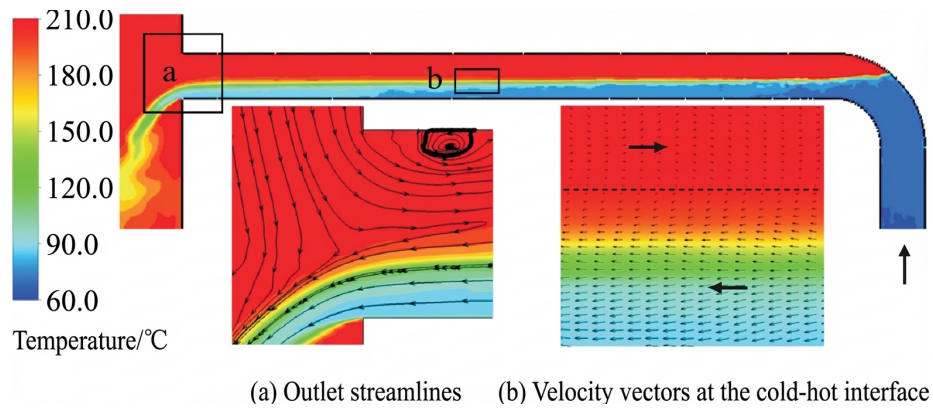 210.0
180.0
150.0
120.0
90.0
60.0
Temperature/℃
a
b
(a) Outlet streamlines
(b) Velocity vectors at the cold-hot interface